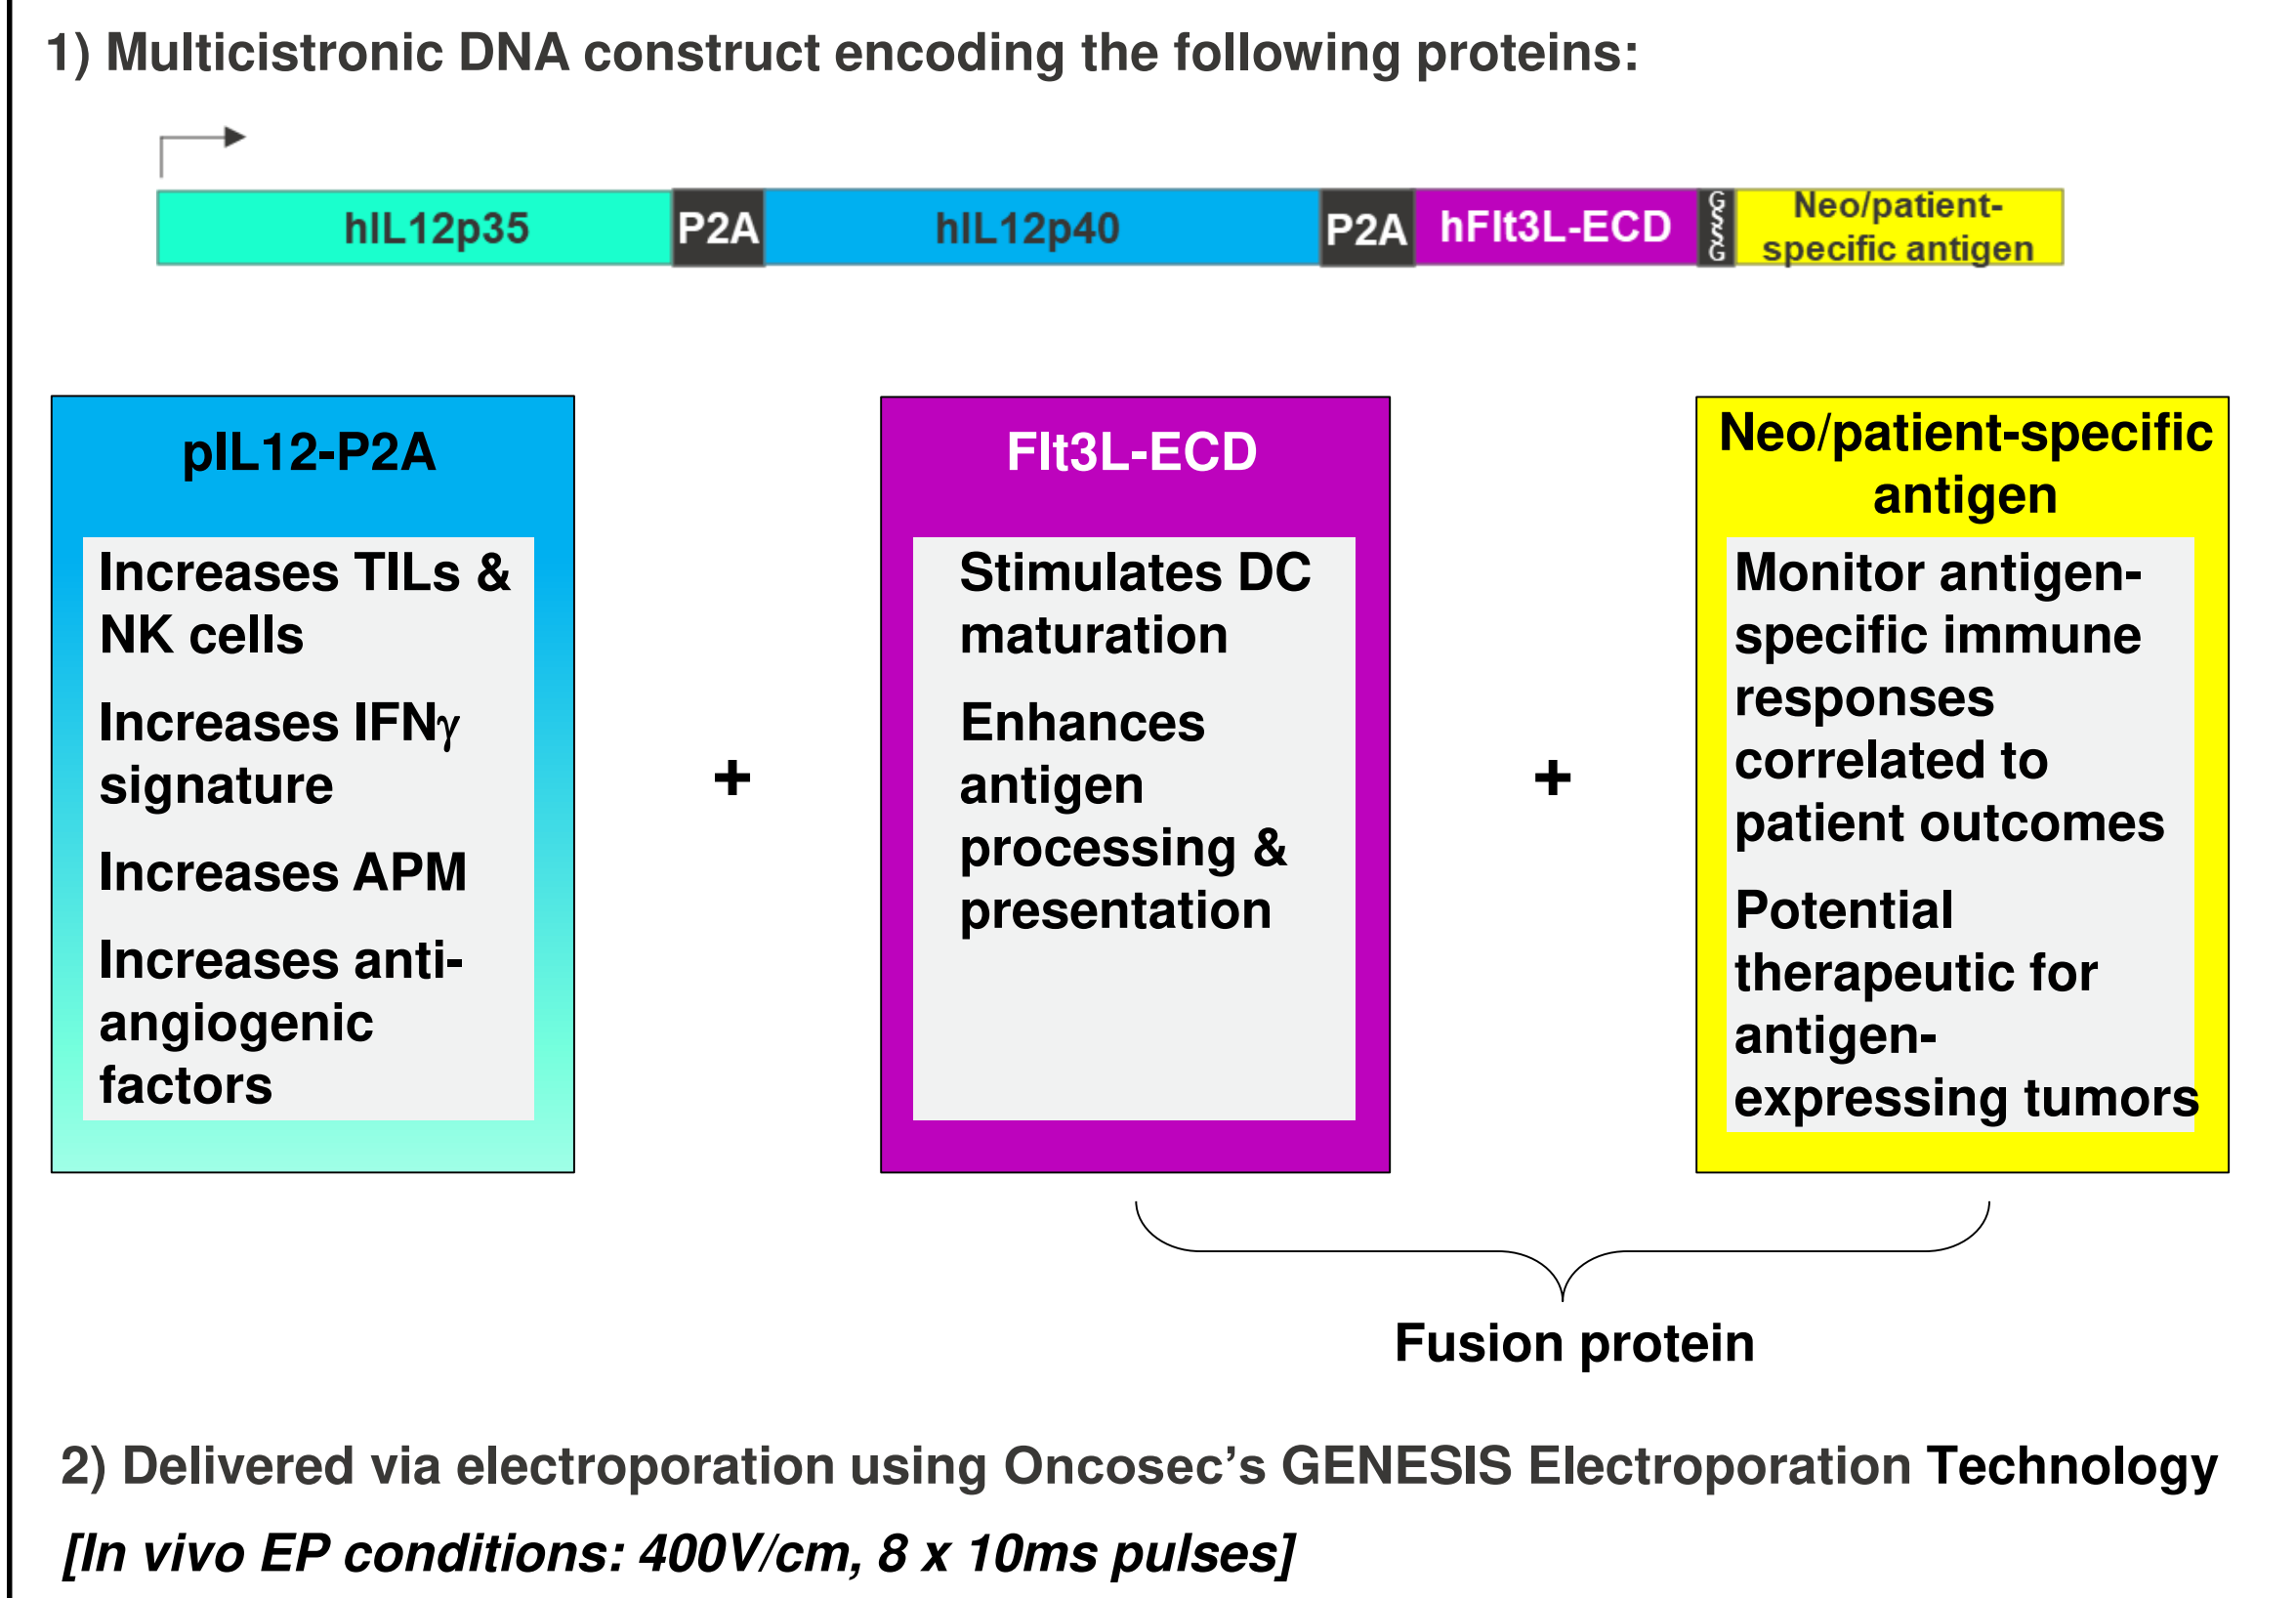 1) Multicistronic DNA construct encoding the following proteins:
hIL12p35
P2A
hIL12p40
P2A
hFlt3L-ECD
GSSG
Neo/patient-
specific antigen
pIL12-P2A
Increases TILs &
NK cells
Increases IFNγ
signature
Increases APM
Increases anti-
angiogenic
factors
+
Flt3L-ECD
Stimulates DC
maturation
Enhances
antigen
processing &
presentation
+
Neo/patient-specific
antigen
Monitor antigen-
specific immune
responses
correlated to
patient outcomes
Potential
therapeutic for
antigen-
expressing tumors
Fusion protein
2) Delivered via electroporation using Oncosec’s GENESIS Electroporation Technology
[In vivo EP conditions: 400V/cm, 8 x 10ms pulses]